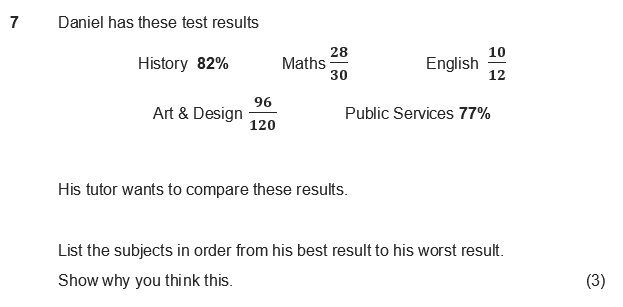 7 Daniel has these test results
History 82% Maths 28/30 English 10/12
Art & Design 96/120 Public Services 77%
His tutor wants to compare these results.
List the subjects in order from his best result to his worst result.
Show why you think this. (3)